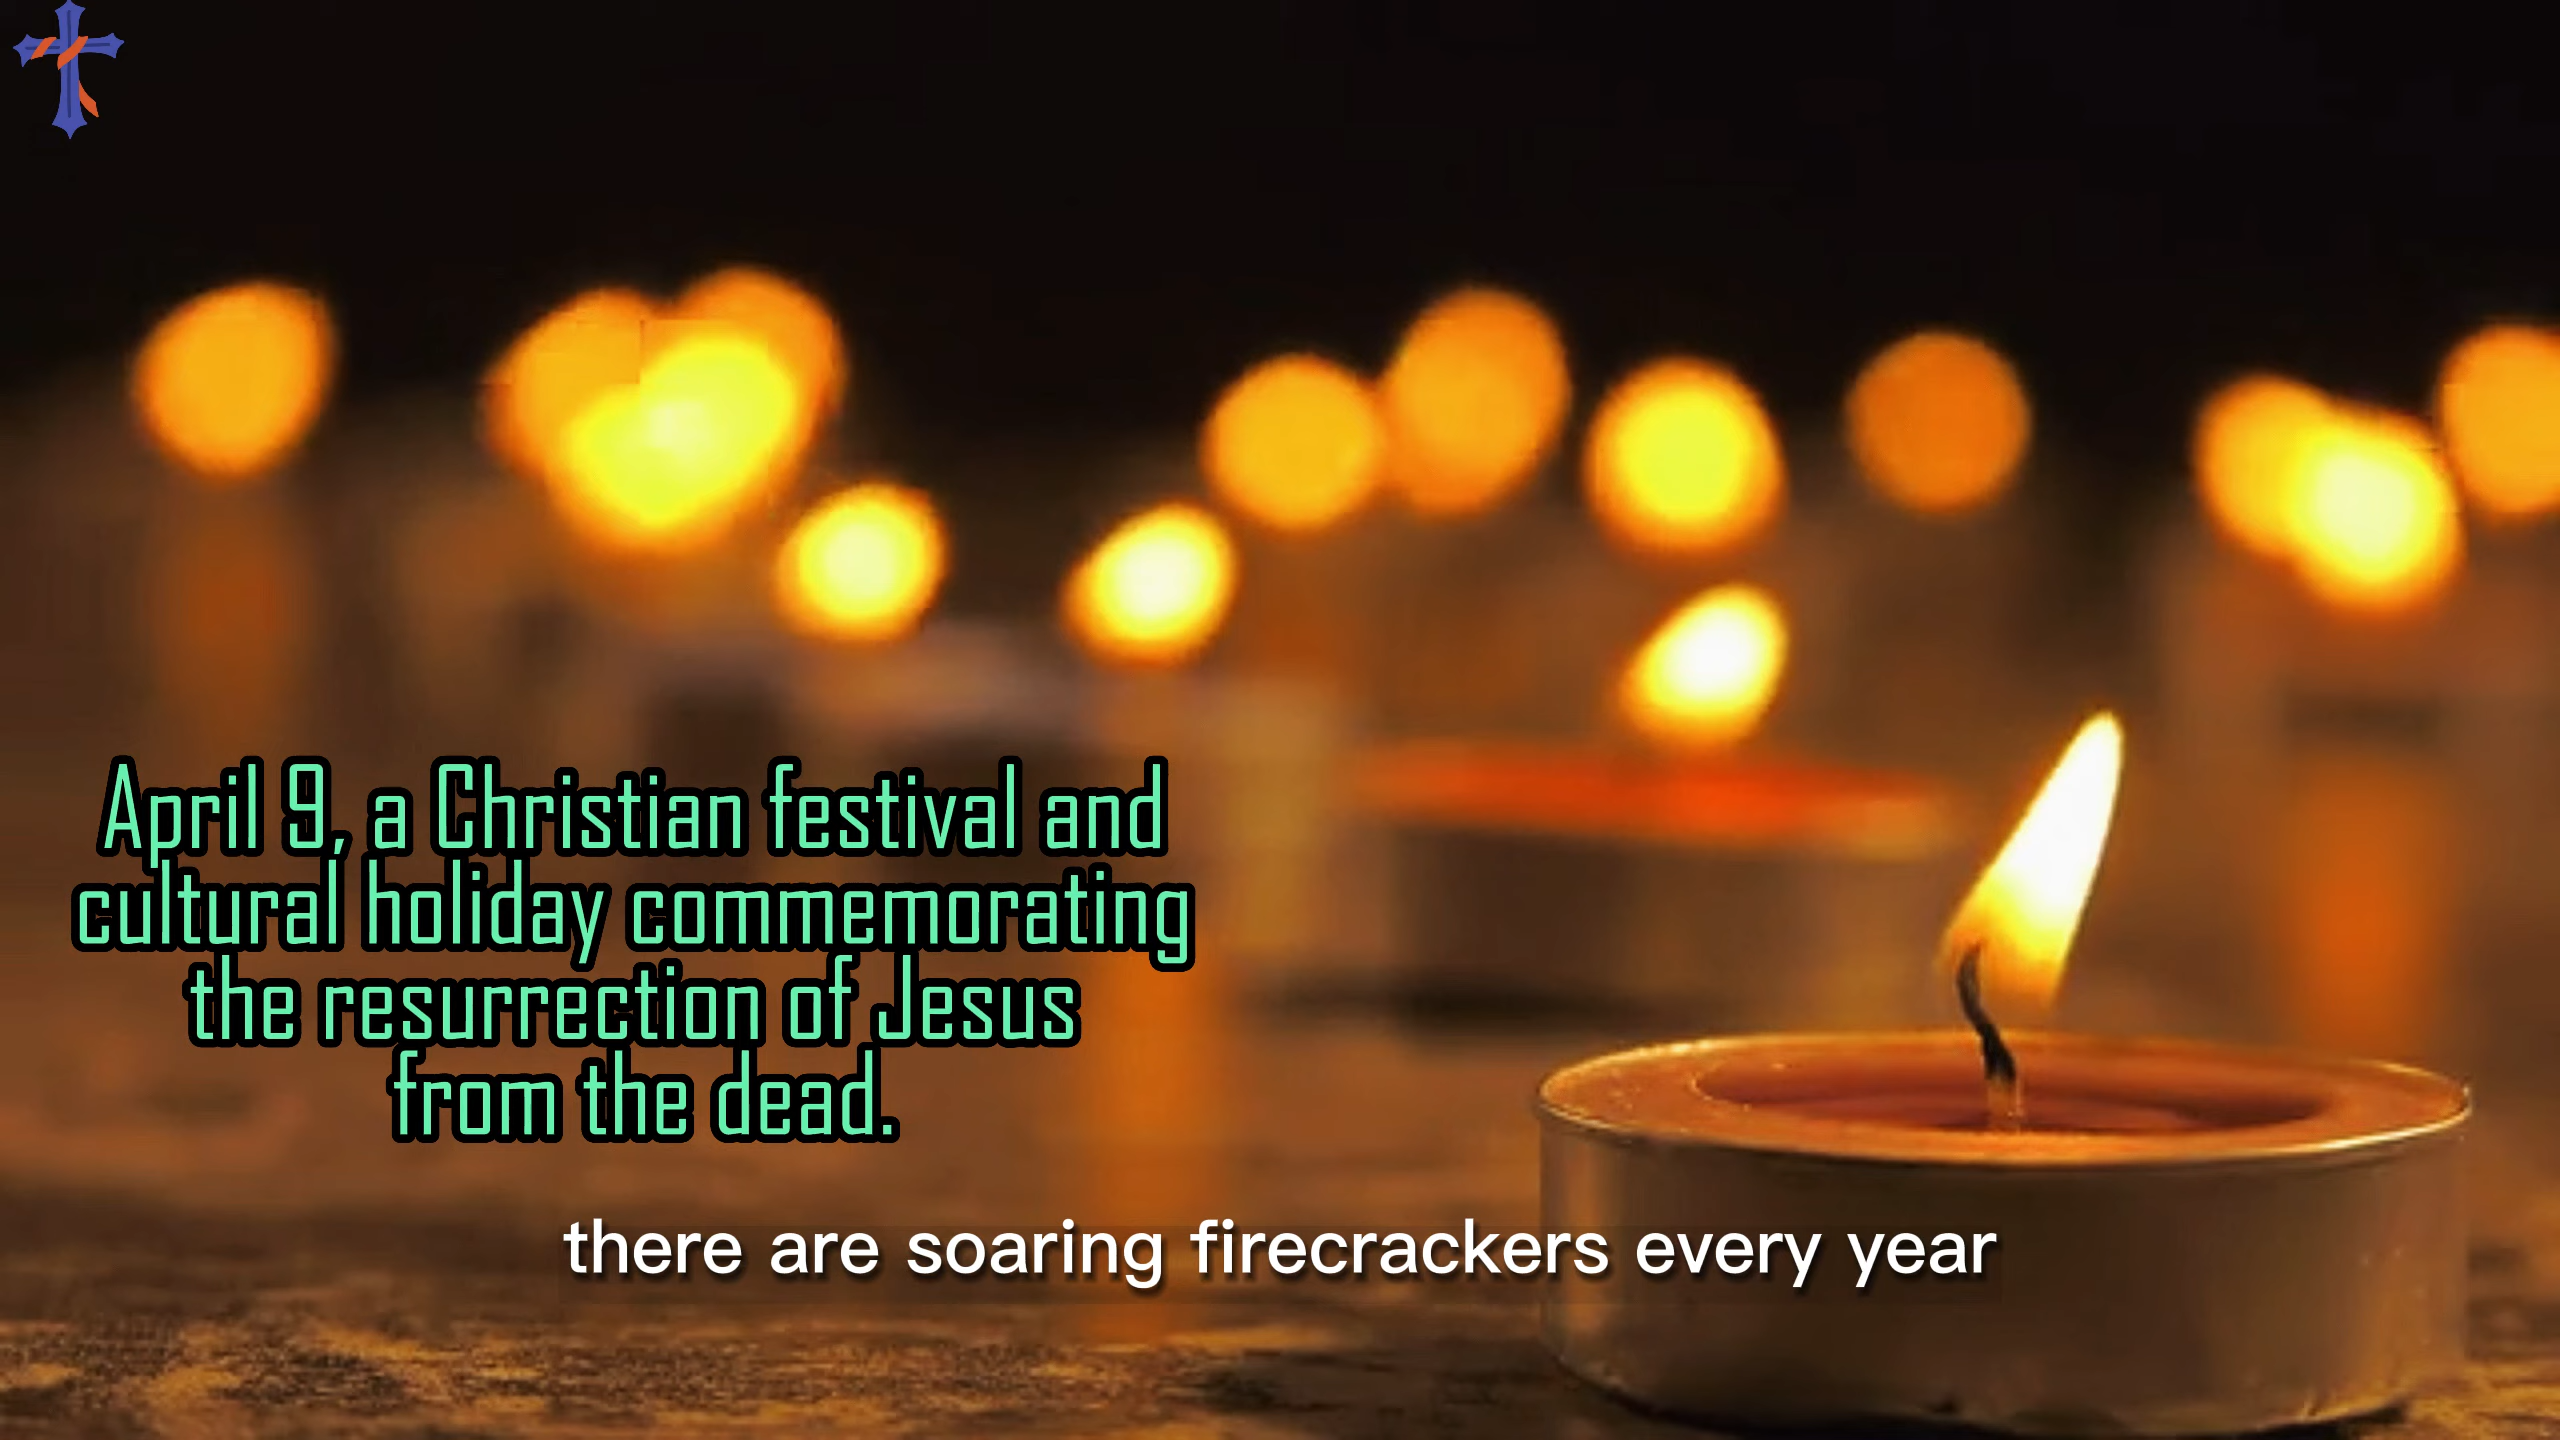 April 9, a Christian festival and
cultural holiday commemorating
the resurrection of Jesus
from the dead.
there are soaring firecrackers every year